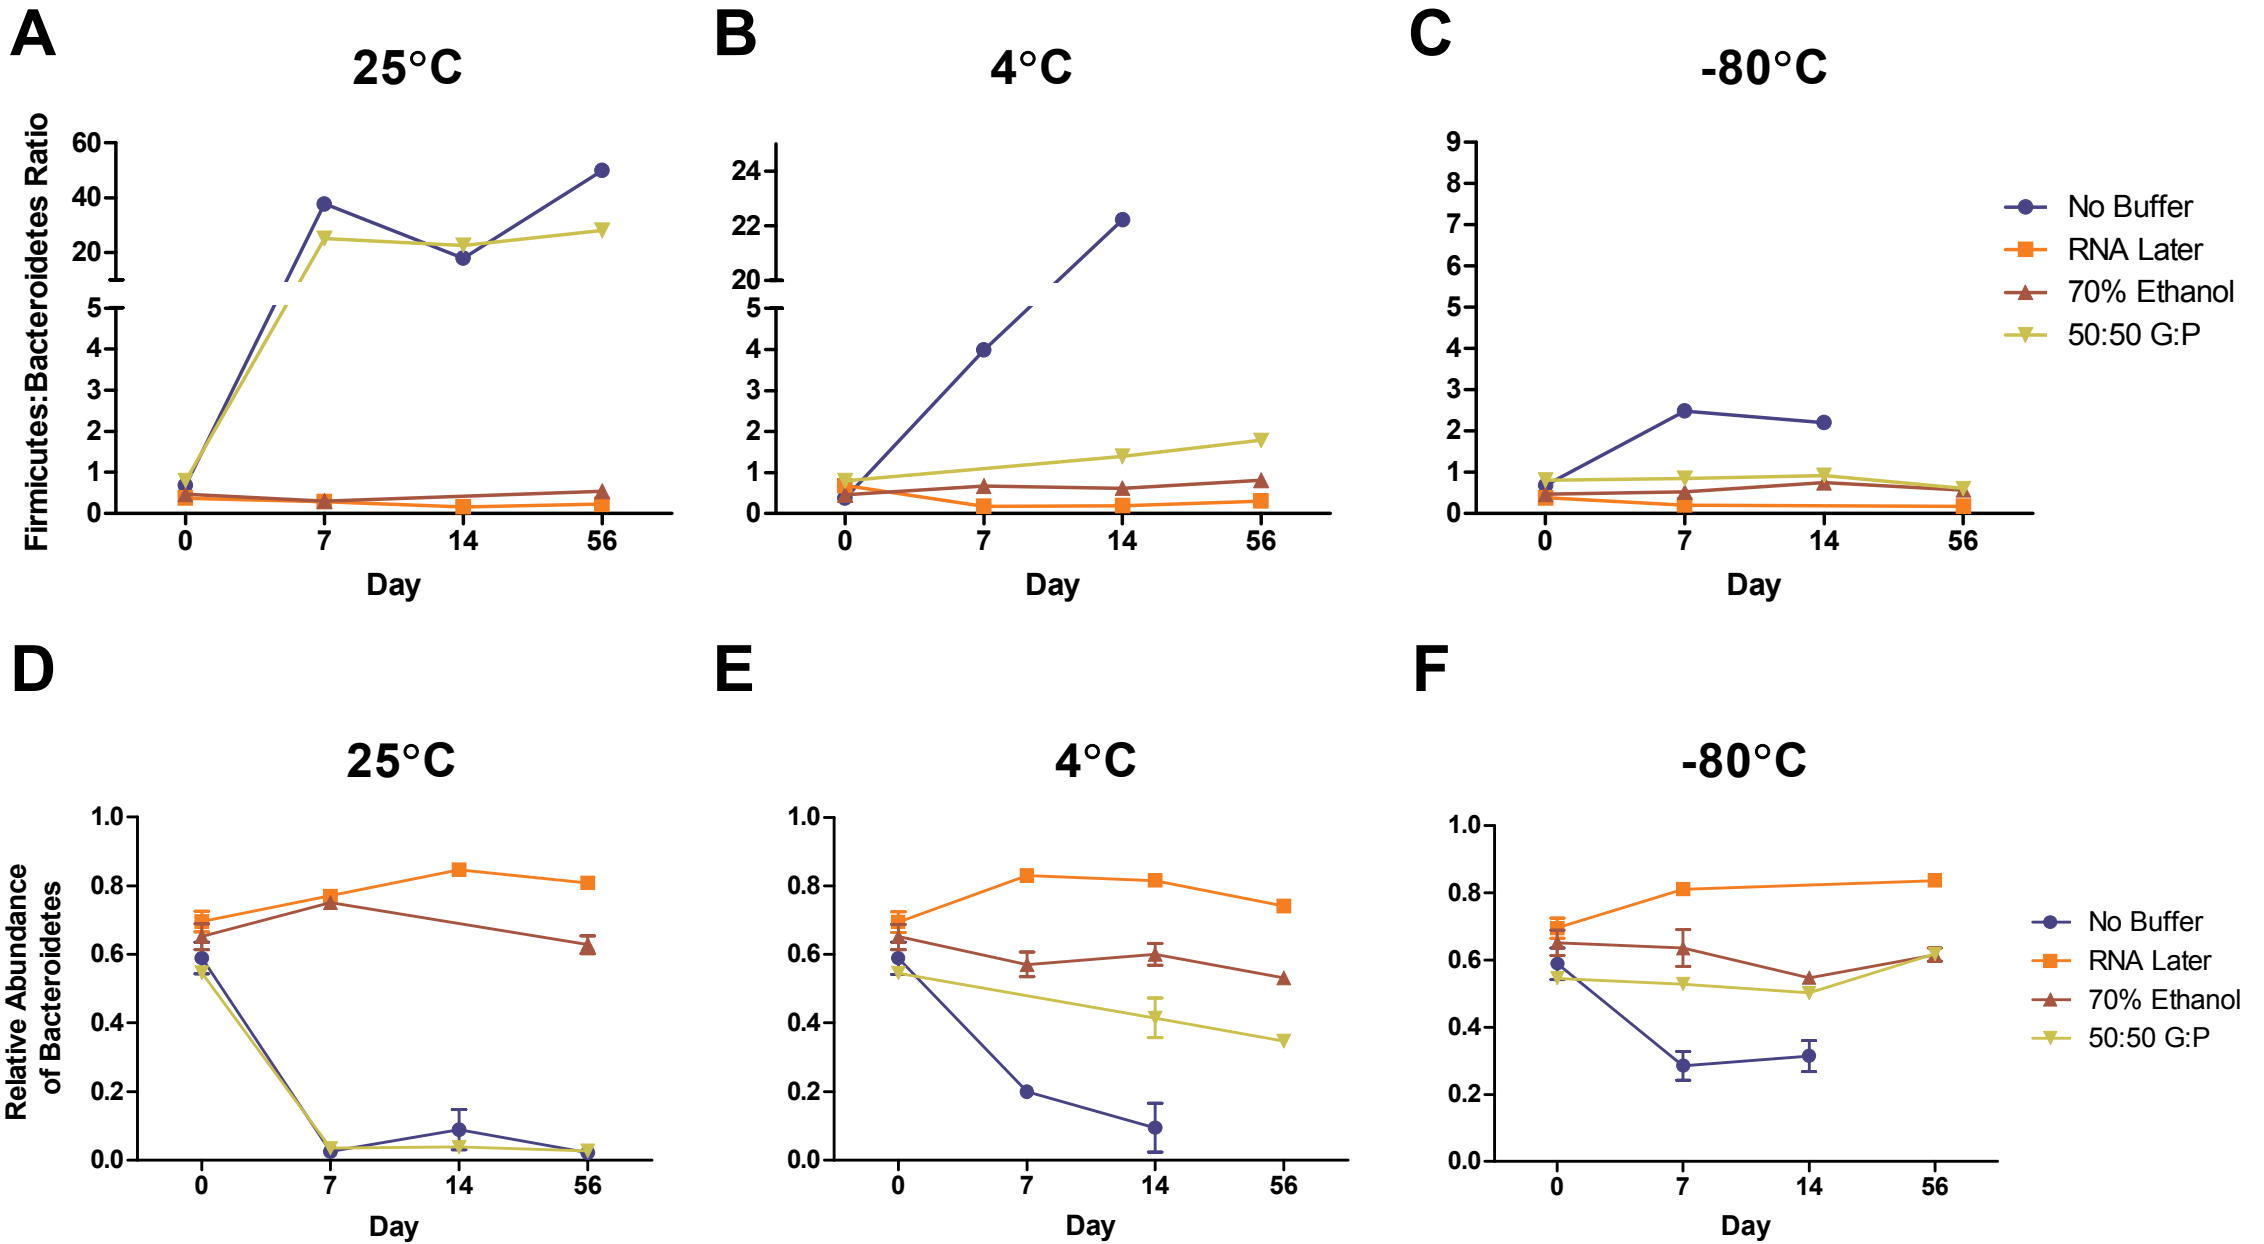 A
25°C
Firmicutes:Bacteroidetes Ratio
60
40
20
5
4
3
2
1
0
0 7 14 56
Day
B
4°C
24
22
20
5
4
3
2
1
0
0 7 14 56
Day
C
-80°C
9
8
7
6
5
4
3
2
1
0
0 7 14 56
Day
No Buffer
RNA Later
70% Ethanol
50:50 G:P
D
25°C
Relative Abundance
of Bacteroidetes
1.0
0.8
0.6
0.4
0.2
0.0
0 7 14 56
Day
E
4°C
1.0
0.8
0.6
0.4
0.2
0.0
0 7 14 56
Day
F
-80°C
1.0
0.8
0.6
0.4
0.2
0.0
0 7 14 56
Day
No Buffer
RNA Later
70% Ethanol
50:50 G:P